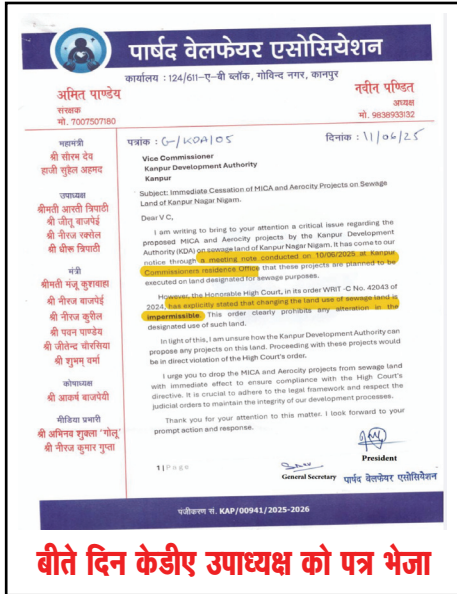 पार्षद वेलफेयर एसोसियेशन
कार्यालय : 124/611-ए-बी ब्लॉक, गोविन्द नगर, कानपुर
अमित पाण्डेय
संरक्षक
मो. 7007507180
नवीन पण्डित
अध्यक्ष
मो. 9838933132
महामंत्री
श्री सौरभ देव
हाजी सुहेल अहमद
उपाध्यक्ष
श्रीमती आरती त्रिपाठी
श्री जीतू बाजपेई
श्री नीरज रक्सेल
श्री धीरू त्रिपाठी
मंत्री
श्रीमती मंजू कुशवाहा
श्री नीरज बाजपेई
श्री नीरज कुरील
श्री पवन पाण्डेय
श्री जीतेन्द्र चौरसिया
श्री शुभम् वर्मा
कोषाध्यक्ष
श्री आकर्ष बाजपेयी
मीडिया प्रभारी
श्री अभिनव शुक्ला 'गोलू'
श्री नीरज कुमार गुप्ता
पत्रांक : G-/KDA/05
दिनांक : 11/06/25
Vice Commissioner
Kanpur Development Authority
Kanpur
Subject: Immediate Cessation of MICA and Aerocity Projects on Sewage
Land of Kanpur Nagar Nigam.
Dear V C,
I am writing to bring to your attention a critical issue regarding the
proposed MICA and Aerocity projects by the Kanpur Development
Authority (KDA) on sewage land of Kanpur Nagar Nigam. It has come to our
notice through a meeting note conducted on 10/06/2025 at Kanpur
Commissioners residence Office that these projects are planned to be
executed on land designated for sewage purposes.
However, the Honorable High Court, in its order WRIT -C No. 42043 of
2024, has explicitly stated that changing the land use of sewage land is
impermissible. This order clearly prohibits any alteration in the
designated use of such land.
In light of this, I am unsure how the Kanpur Development Authority can
propose any projects on this land. Proceeding with these projects would
be in direct violation of the High Court's order.
I urge you to drop the MICA and Aerocity projects from sewage land
with immediate effect to ensure compliance with the High Court's
directive. It is crucial to adhere to the legal framework and respect the
judicial orders to maintain the integrity of our development processes.
Thank you for your attention to this matter. I look forward to your
prompt action and response.
President
1 | Page
General Secretary पार्षद वेलफेयर एसोसियेशन
पंजीकरण सं. KAP/00941/2025-2026
बीते दिन केडीए उपाध्यक्ष को पत्र भेजा